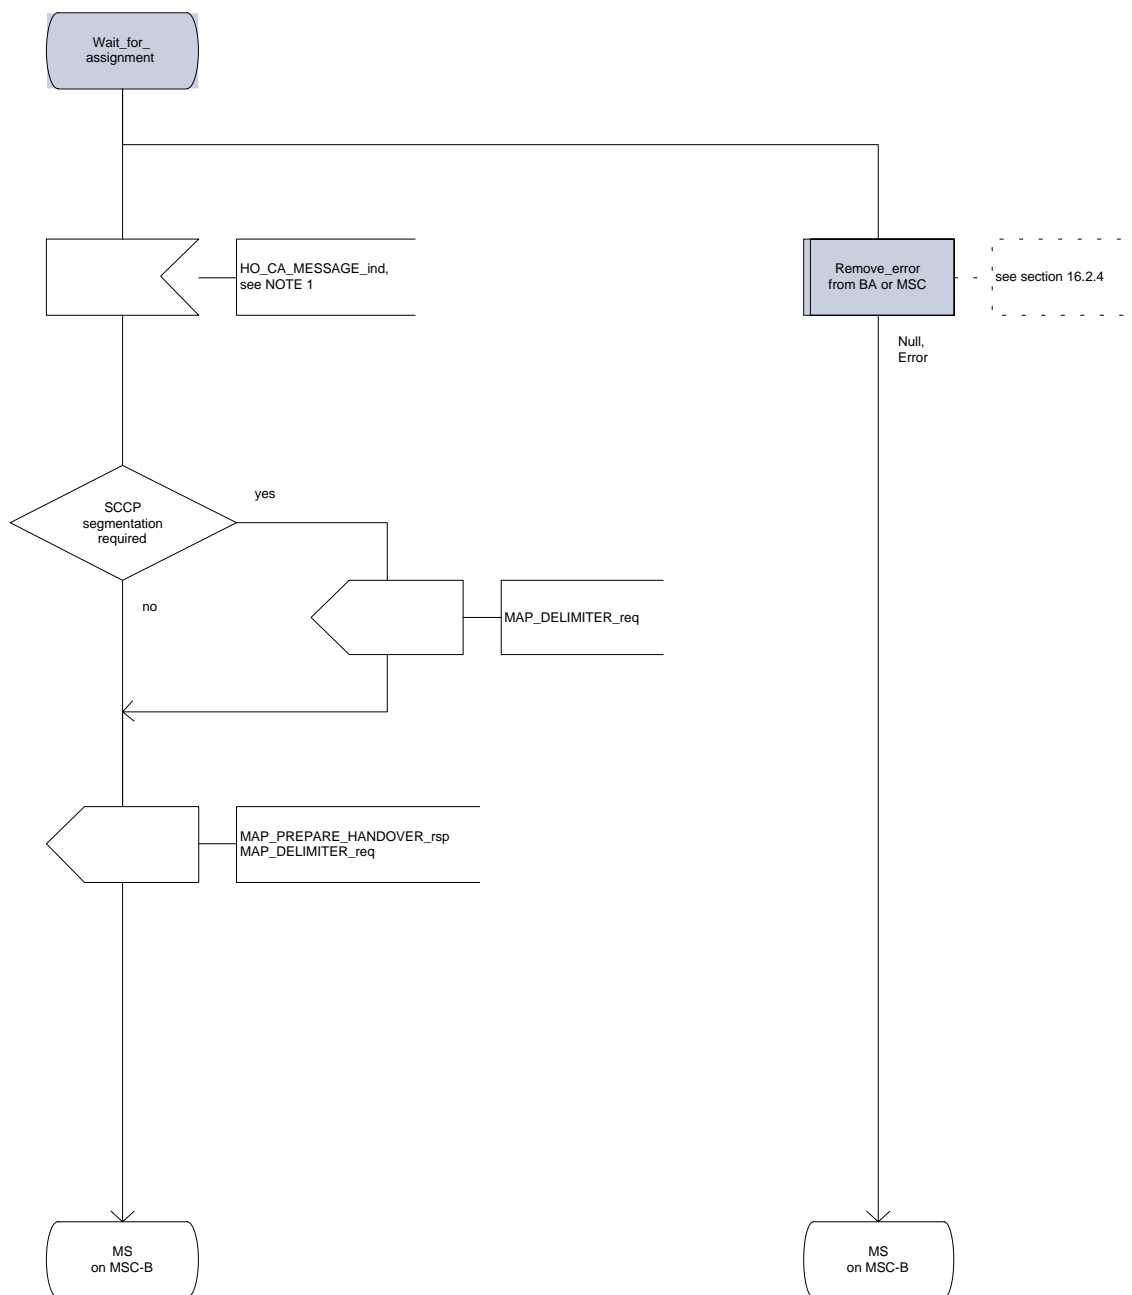 Wait_for_
assignment
HO_CA_MESSAGE_ind,
see NOTE 1
Remove_error
from BA or MSC
see section 16.2.4
Null,
Error
SCCP
segmentation
required
yes
no
MAP_DELIMITER_req
MAP_PREPARE_HANDOVER_rsp
MAP_DELIMITER_req
MS
on MSC-B
MS
on MSC-B